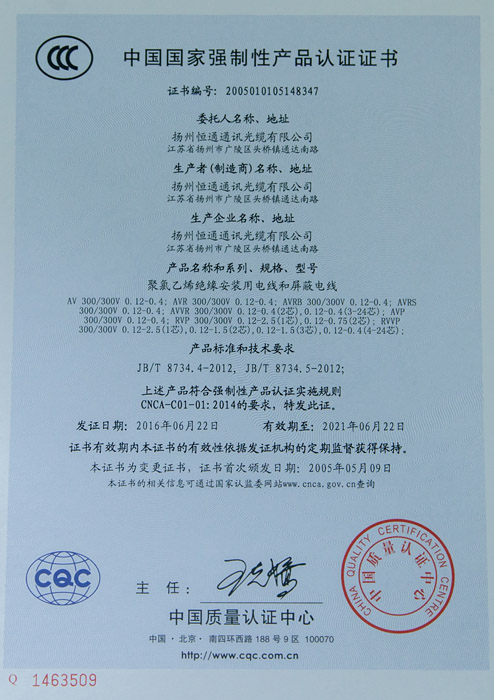 CCC
中国国家强制性产品认证证书
证书编号: 2005010105148347
委托人名称、地址
扬州恒通通讯光缆有限公司
江苏省扬州市广陵区头桥镇通达南路
生产者(制造商)名称、地址
扬州恒通通讯光缆有限公司
江苏省扬州市广陵区头桥镇通达南路
生产企业名称、地址
扬州恒通通讯光缆有限公司
江苏省扬州市广陵区头桥镇通达南路
产品名称和系列、规格、型号
聚氯乙烯绝缘安装用电线和屏蔽电线
AV 300/300V 0.12-0.4; AVR 300/300V 0.12-0.4; AVRB 300/300V 0.12-0.4; AVRS
300/300V 0.12-0.4; AVVR 300/300V 0.12-0.4(2芯),0.12-0.4(3-24芯); AVP
300/300V 0.12-0.4; RVP 300/300V 0.12-2.5(1芯),0.12-0.75(2芯); RVVP
300/300V 0.12-2.5(1芯),0.12-1.5(2芯),0.12-1.5(3芯),0.12-0.4(4-24芯);
产品标准和技术要求
JB/T 8734.4-2012, JB/T 8734.5-2012;
上述产品符合强制性产品认证实施规则
CNCA-C01-01:2014的要求，特发此证。
发证日期: 2016年06月22日 有效期至: 2021年06月22日
证书有效期内本证书的有效性依据发证机构的定期监督获得保持。
本证书为变更证书，证书首次颁发日期: 2005年05月09日
本证书的相关信息可通过国家认监委网站www.cnca.gov.cn查询
CQC
主 任:
中国质量认证中心
中国·北京·南四环西路 188 号 9 区 100070
http://www.cqc.com.cn
CHINA QUALITY CERTIFICATION CENTRE
中国质量认证中心
Q 1463509